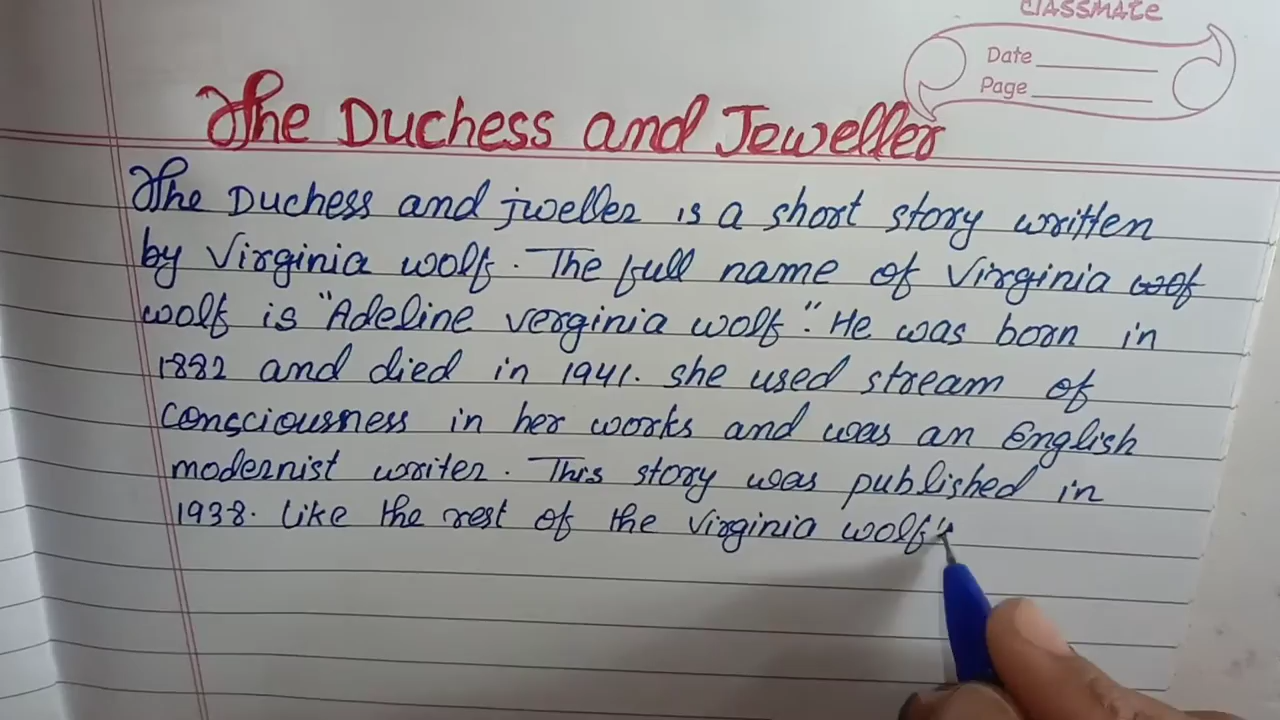 classmate
Date
Page
The Duchess and Jeweller
The Duchess and jweller is a short story written
by Virginia wolf. The full name of Virginia wof
woolf is "Adeline verginia wolf". He was born in
1882 and died in 1941. she used stream of
consciousness in her works and was an English
modernist writer. This story was published in
1938. Like the rest of the Virginia wolf's